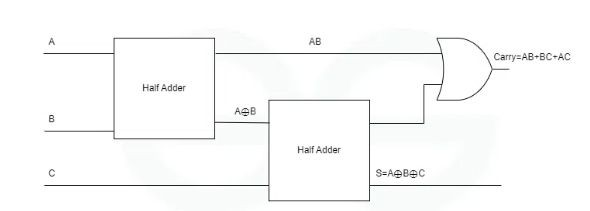 A
AB
Carry=AB+BC+AC
Half Adder
B
A⊕B
Half Adder
C
S=A⊕B⊕C